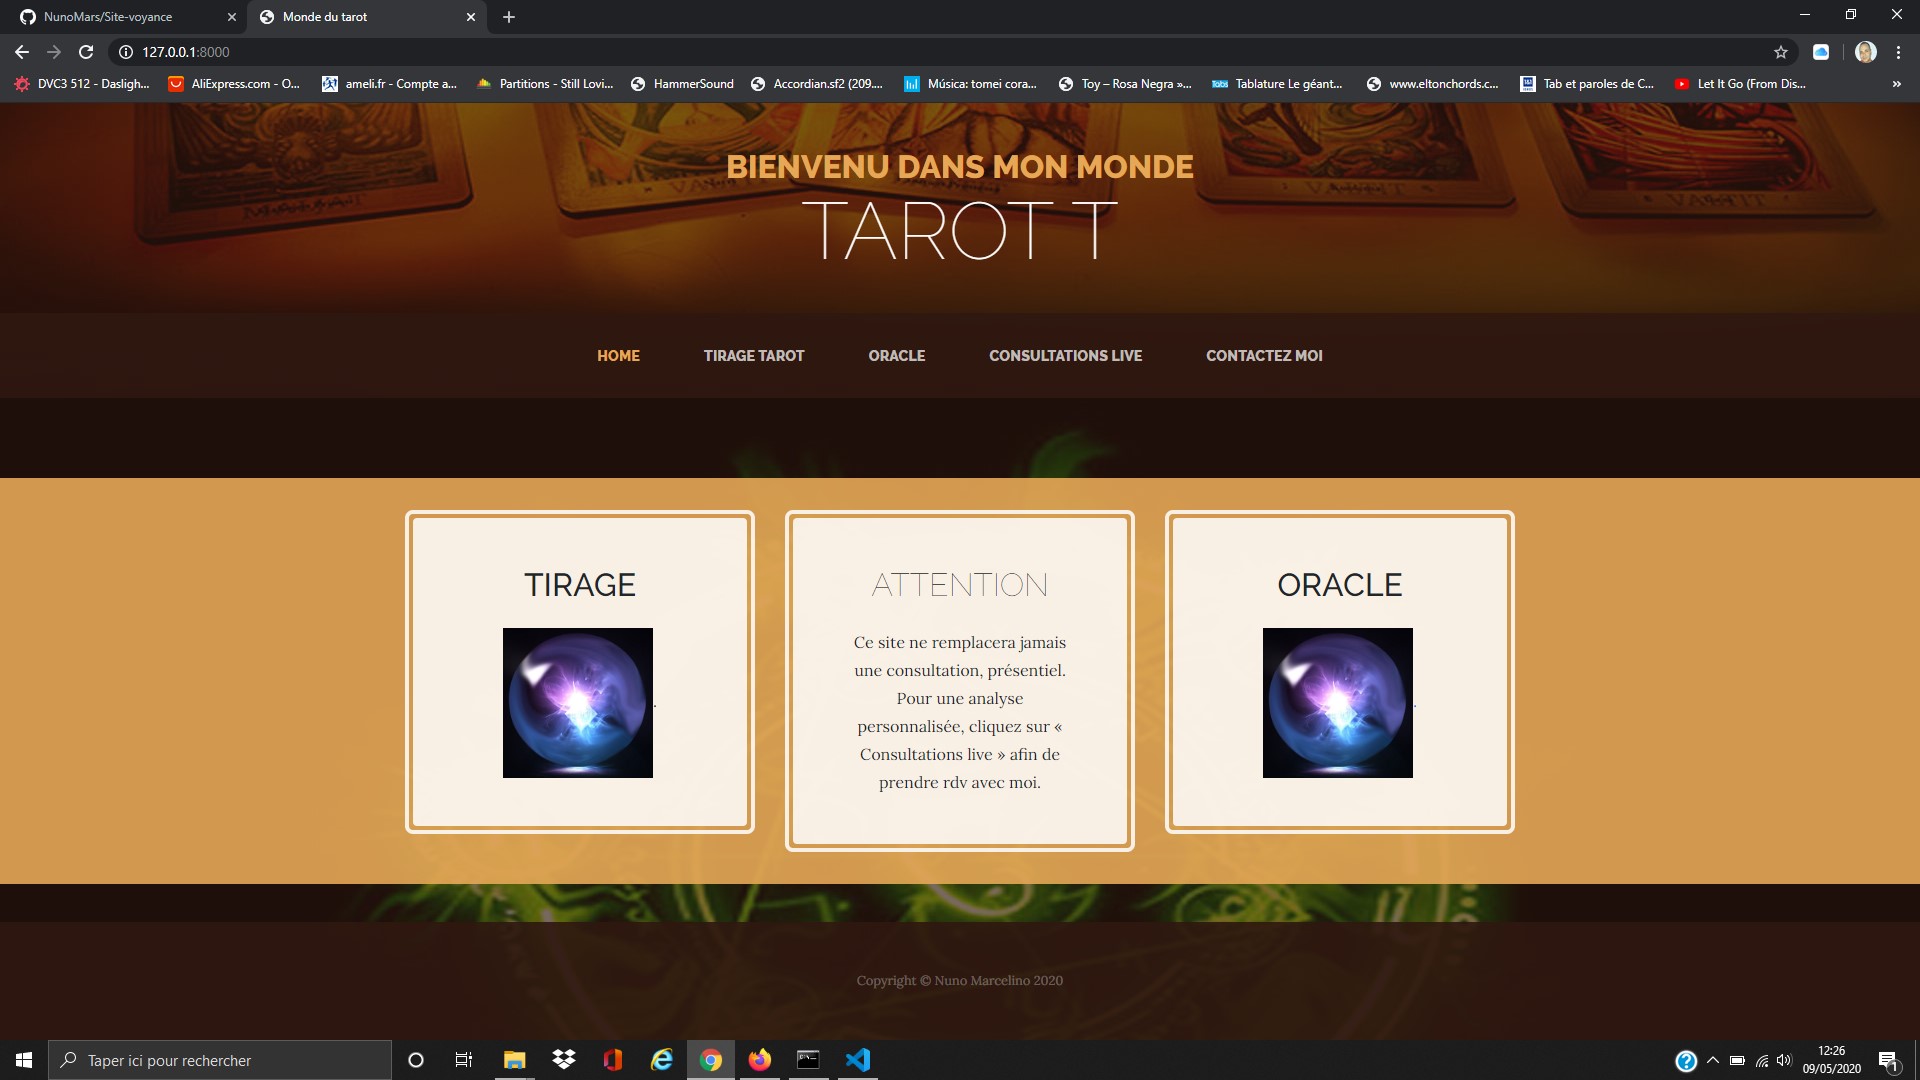 NunoMars/Site-voyance
Monde du tarot
127.0.0.1:8000
DVC3 512 - Dasligh...
AliExpress.com - O...
ameli.fr - Compte a...
Partitions - Still Lovi...
HammerSound
Accordian.sf2 (209....
Música: tomei cora...
Toy – Rosa Negra »...
Tablature Le géant...
www.eltonchords.c...
Tab et paroles de C...
Let It Go (From Dis...
»
BIENVENU DANS MON MONDE
TAROT T
HOME
TIRAGE TAROT
ORACLE
CONSULTATIONS LIVE
CONTACTEZ MOI
TIRAGE
.
ATTENTION
Ce site ne remplacera jamais
une consultation, présentiel.
Pour une analyse
personnalisée, cliquez sur «
Consultations live » afin de
prendre rdv avec moi.
ORACLE
.
Copyright © Nuno Marcelino 2020
Taper ici pour rechercher
12:26
09/05/2020
1